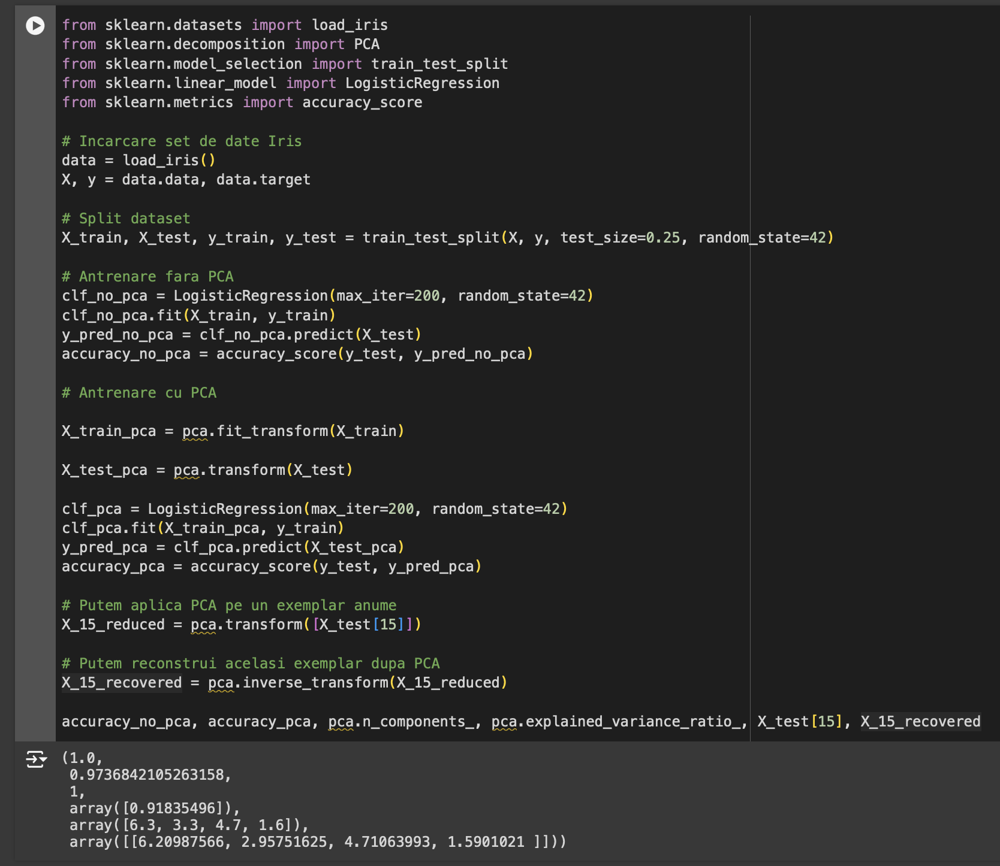 from sklearn.datasets import load_iris
from sklearn.decomposition import PCA
from sklearn.model_selection import train_test_split
from sklearn.linear_model import LogisticRegression
from sklearn.metrics import accuracy_score
# Incarcare set de date Iris
data = load_iris()
X, y = data.data, data.target
# Split dataset
X_train, X_test, y_train, y_test = train_test_split(X, y, test_size=0.25, random_state=42)
# Antrenare fara PCA
clf_no_pca = LogisticRegression(max_iter=200, random_state=42)
clf_no_pca.fit(X_train, y_train)
y_pred_no_pca = clf_no_pca.predict(X_test)
accuracy_no_pca = accuracy_score(y_test, y_pred_no_pca)
# Antrenare cu PCA
X_train_pca = pca.fit_transform(X_train)
X_test_pca = pca.transform(X_test)
clf_pca = LogisticRegression(max_iter=200, random_state=42)
clf_pca.fit(X_train_pca, y_train)
y_pred_pca = clf_pca.predict(X_test_pca)
accuracy_pca = accuracy_score(y_test, y_pred_pca)
# Putem aplica PCA pe un exemplar anume
X_15_reduced = pca.transform([X_test[15]])
# Putem reconstrui acelasi exemplar dupa PCA
X_15_recovered = pca.inverse_transform(X_15_reduced)
accuracy_no_pca, accuracy_pca, pca.n_components_, pca.explained_variance_ratio_, X_test[15], X_15_recovered
(1.0,
 0.9736842105263158,
 1,
 array([0.91835496]),
 array([6.3, 3.3, 4.7, 1.6]),
 array([[6.20987566, 2.95751625, 4.71063993, 1.5901021 ]]))